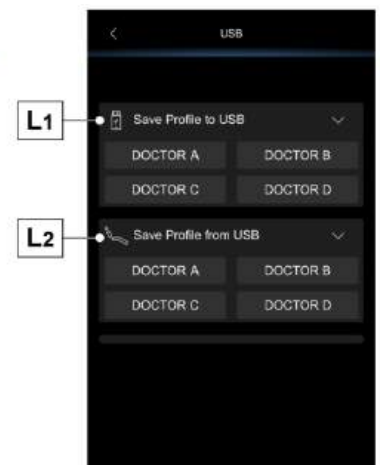 USB
L1
Save Profile to USB
DOCTOR A DOCTOR B
DOCTOR C DOCTOR D
L2
Save Profile from USB
DOCTOR A DOCTOR B
DOCTOR C DOCTOR D